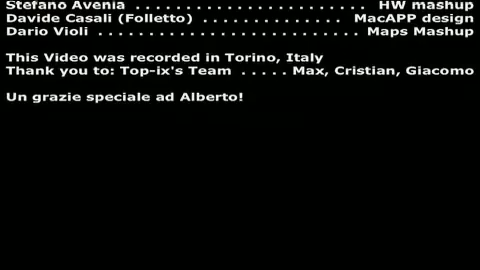 Stefano Avenia . . . . . . . . . . . . . . . . . . . . . . . HW mashup
Davide Casali (Folletto) . . . . . . . . . . . . . . . MacAPP design
Dario Violi . . . . . . . . . . . . . . . . . . . . . . . . . . Maps Mashup
This Video was recorded in Torino, Italy
Thank you to: Top-ix's Team . . . . . Max, Cristian, Giacomo
Un grazie speciale ad Alberto!